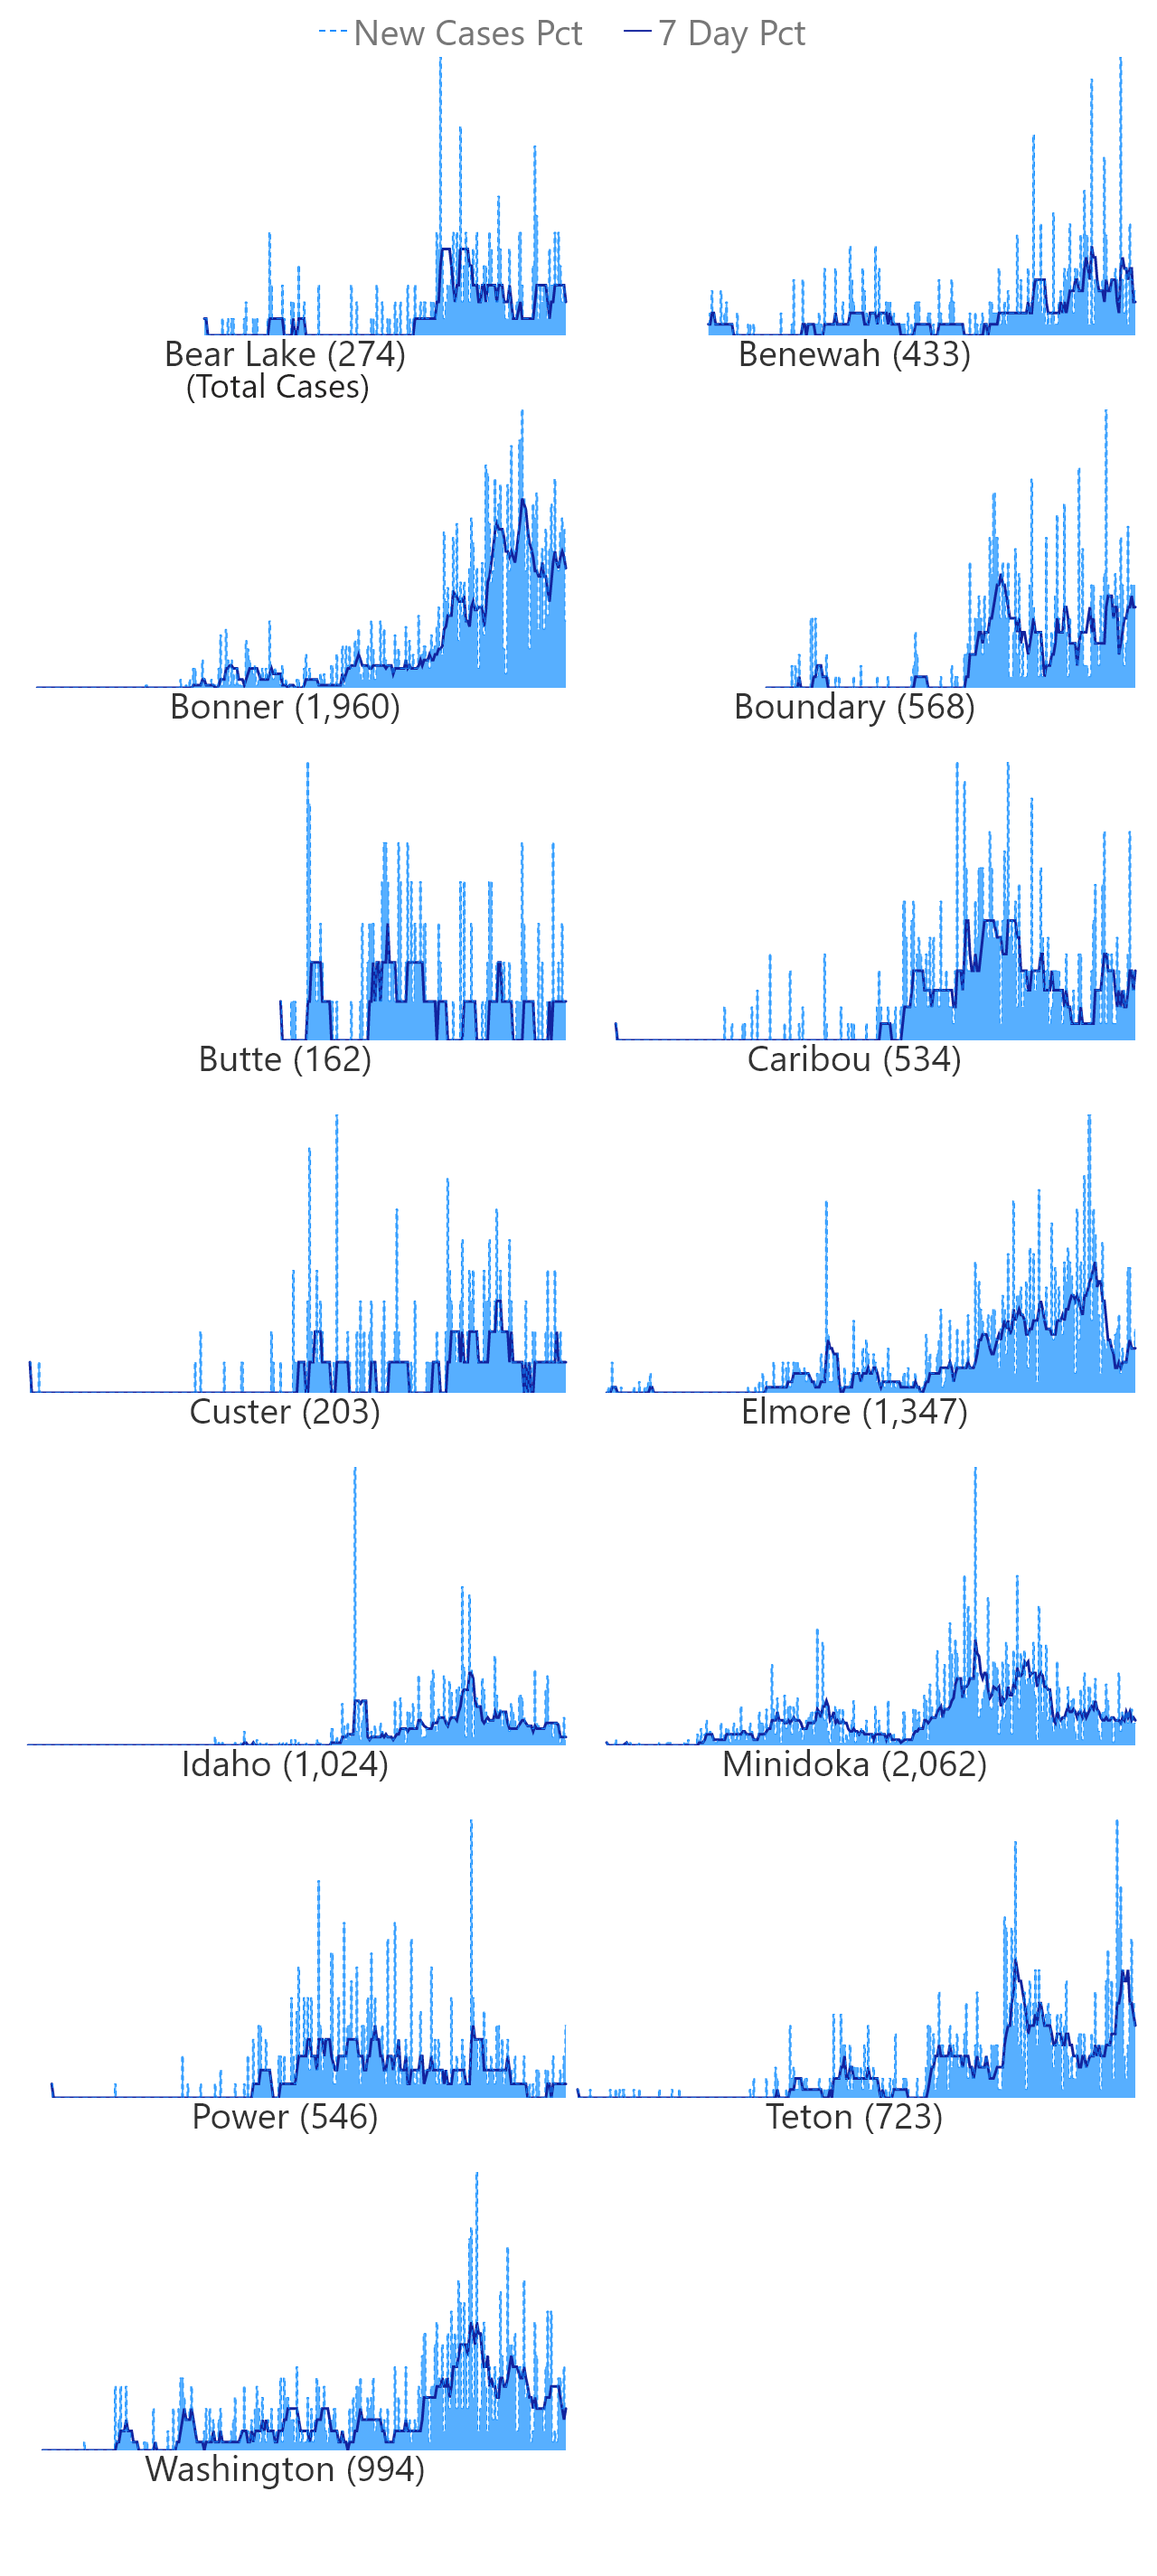 New Cases Pct 7 Day Pct
Bear Lake (274) Benewah (433)
(Total Cases)
Bonner (1,960) Boundary (568)
Butte (162) Caribou (534)
Custer (203) Elmore (1,347)
Idaho (1,024) Minidoka (2,062)
Power (546) Teton (723)
Washington (994)